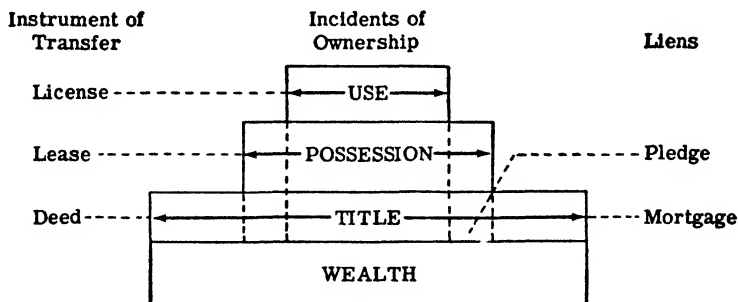 Instrument of Transfer
Incidents of Ownership
Liens
License
USE
Lease
POSSESSION
Pledge
Deed
TITLE
Mortgage
WEALTH